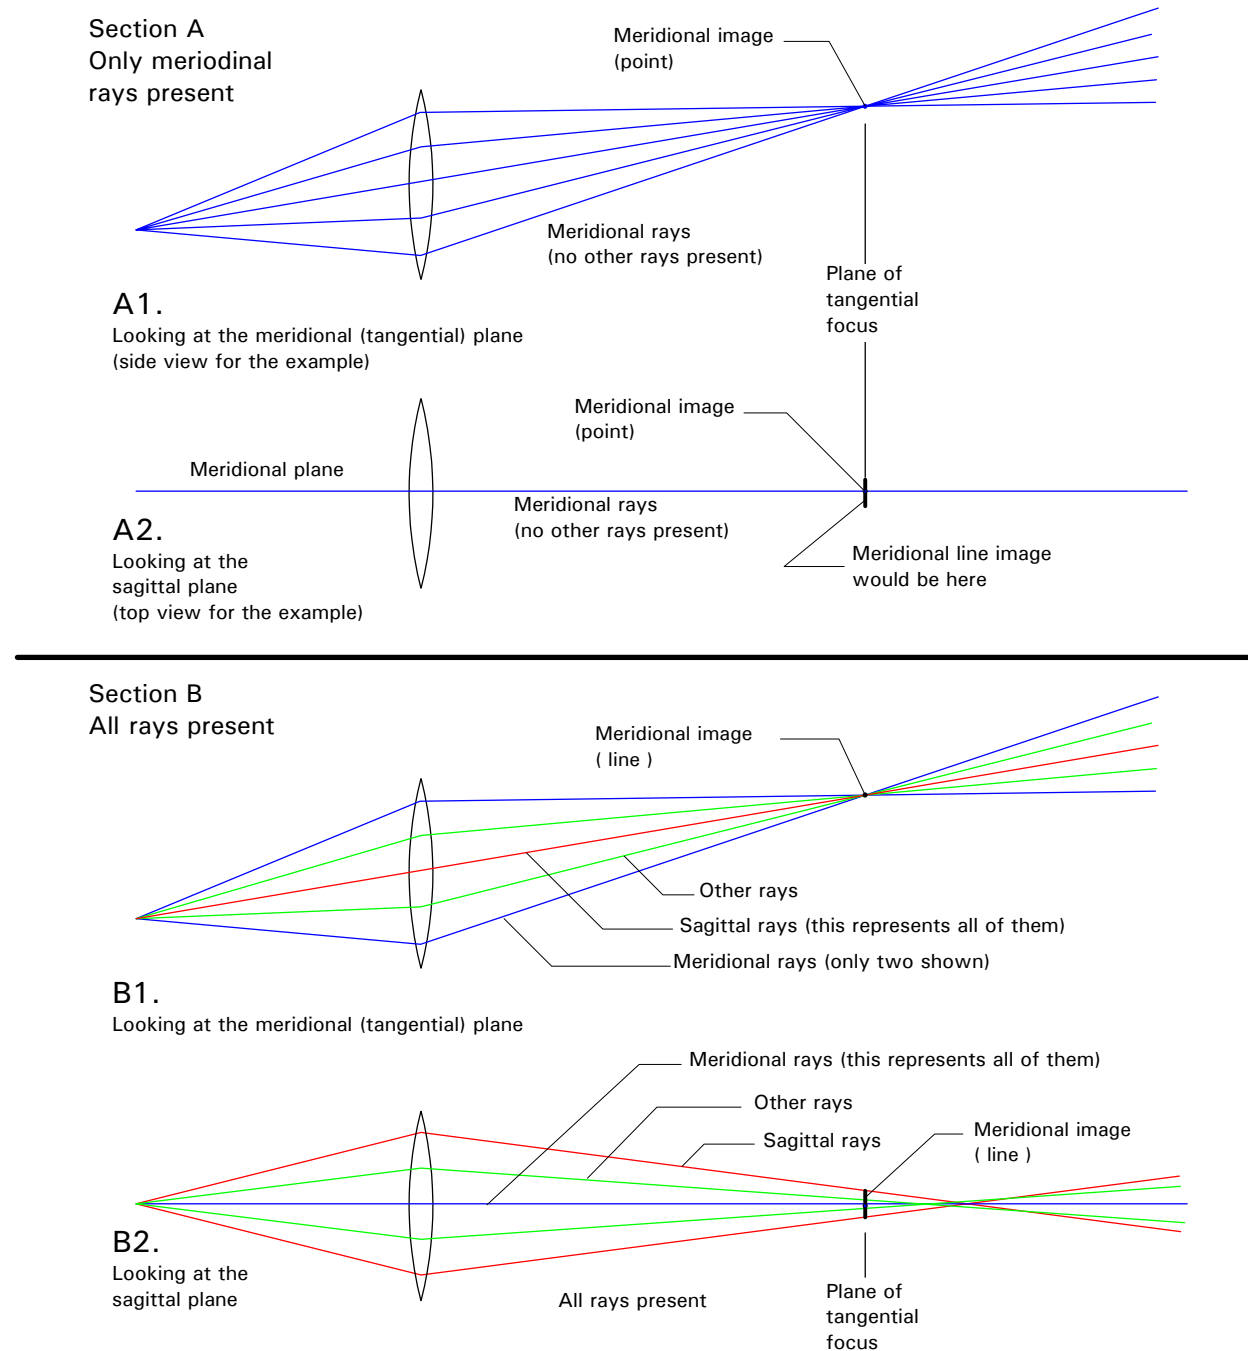 Section A
Only meriodinal
rays present
Meridional image
(point)
Meridional rays
(no other rays present)
Plane of
tangential
focus
A1.
Looking at the meridional (tangential) plane
(side view for the example)
Meridional image
(point)
Meridional plane
Meridional rays
(no other rays present)
A2.
Looking at the
sagittal plane
(top view for the example)
Meridional line image
would be here
Section B
All rays present
Meridional image
( line )
Other rays
Sagittal rays (this represents all of them)
Meridional rays (only two shown)
B1.
Looking at the meridional (tangential) plane
Meridional rays (this represents all of them)
Other rays
Sagittal rays
Meridional image
( line )
B2.
Looking at the
sagittal plane
All rays present
Plane of
tangential
focus